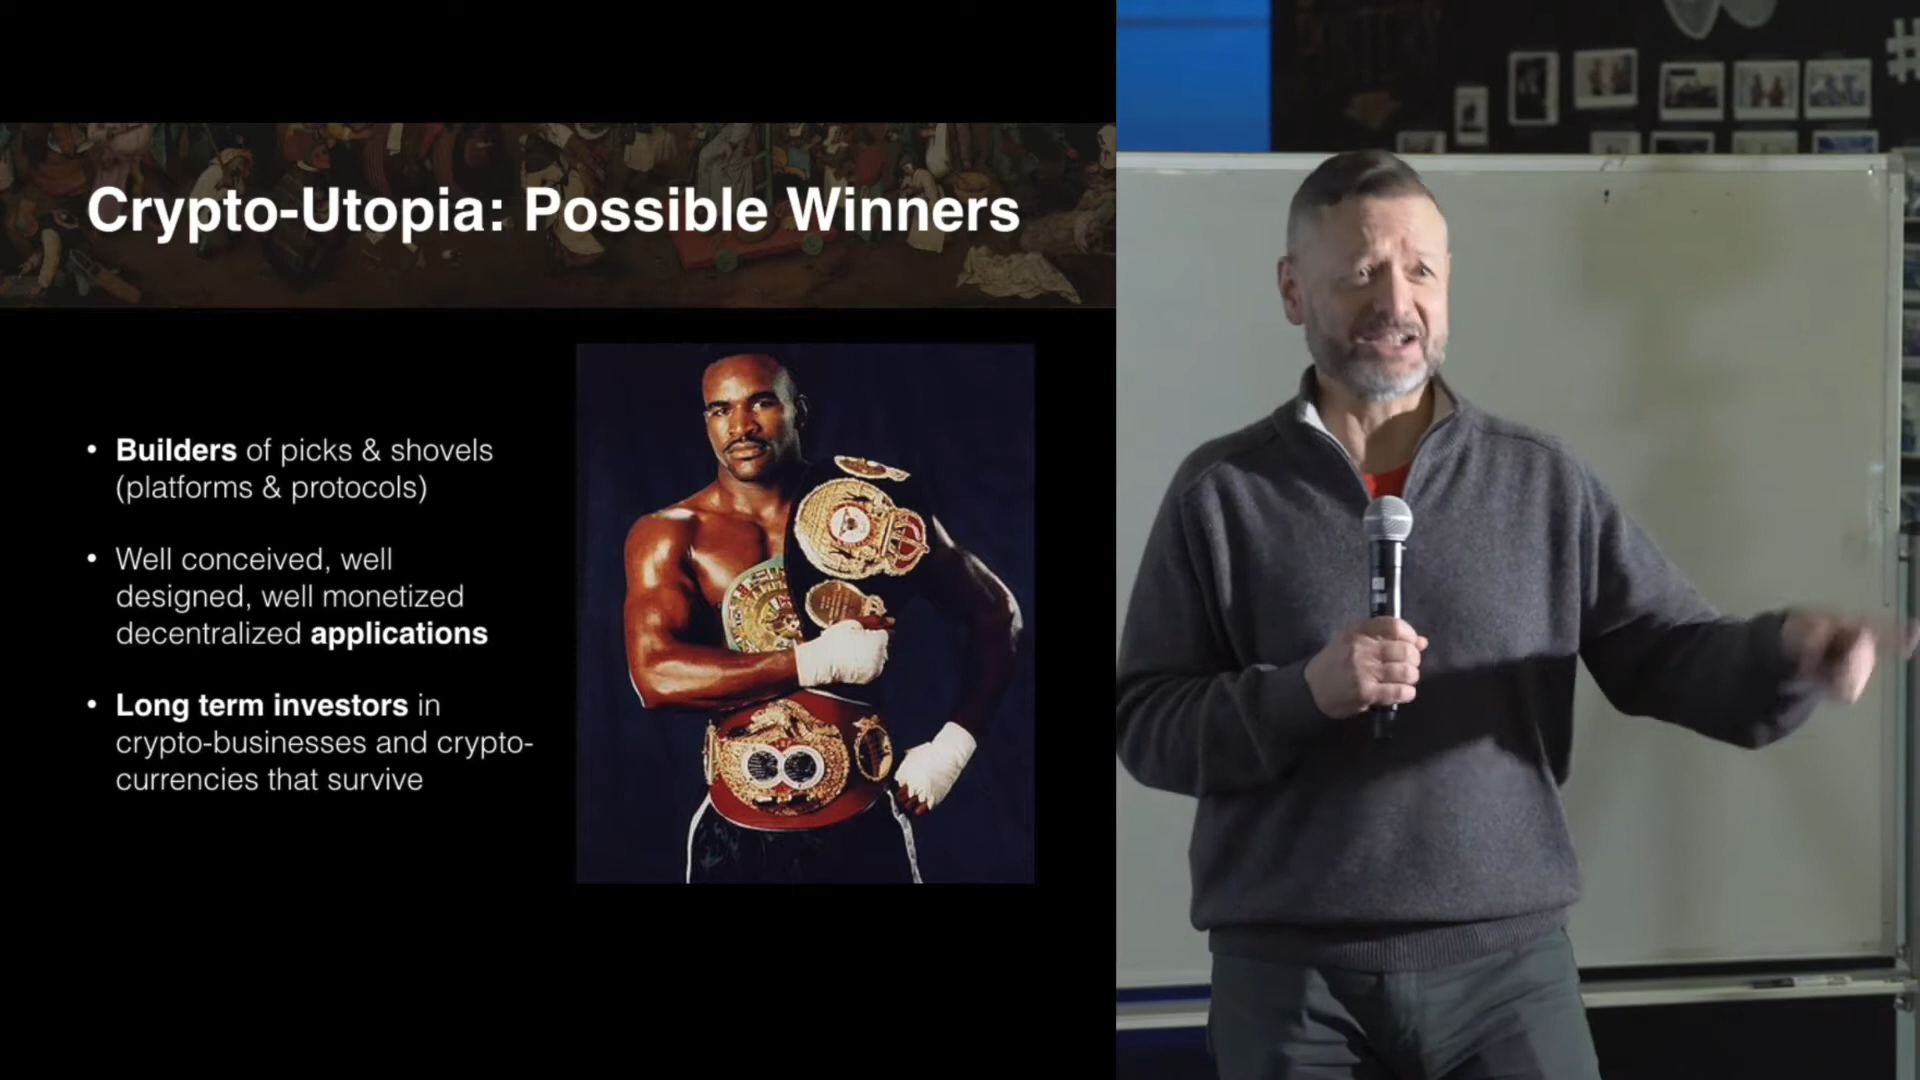 Crypto-Utopia: Possible Winners
• Builders of picks & shovels
(platforms & protocols)
• Well conceived, well
designed, well monetized
decentralized applications
• Long term investors in
crypto-businesses and crypto-
currencies that survive
#